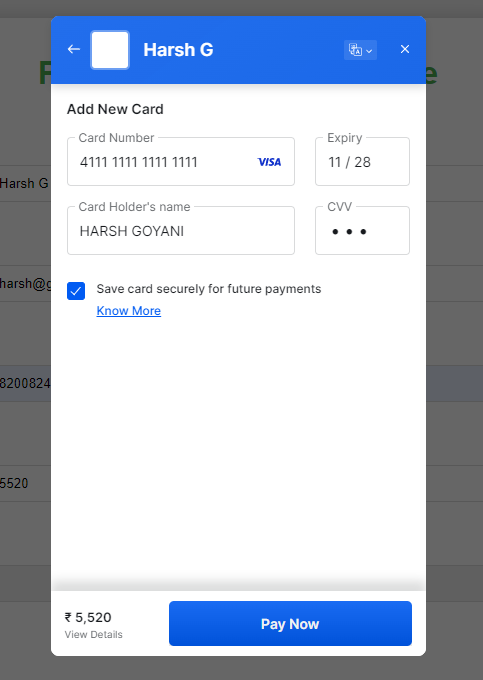 Harsh G
Add New Card
Card Number
4111 1111 1111 1111
VISA
Expiry
11 / 28
Card Holder's name
HARSH GOYANI
CVV
•••
Save card securely for future payments
Know More
₹ 5,520
View Details
Pay Now
F
e
Harsh G
harsh@g
8200824
5520